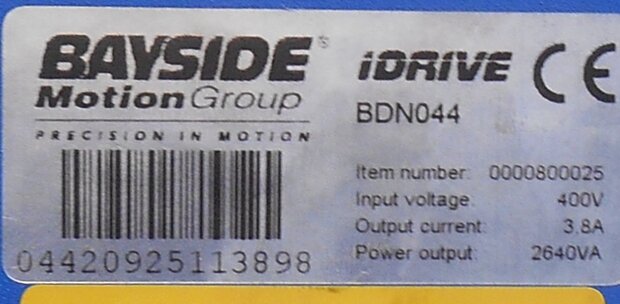 BAYSIDE®
Motion Group
PRECISION IN MOTION
04420925113898
iDRIVE CE
BDN044
Item number: 0000800025
Input voltage: 400V
Output current: 3,8A
Power output: 2640VA